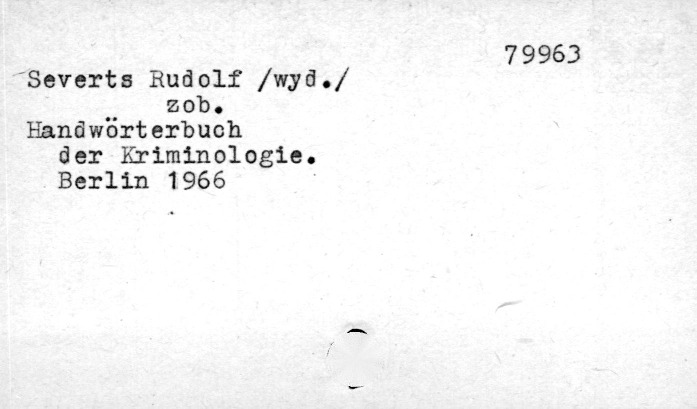 79963
Severts Rudolf /wyd./
zob.
Handwörterbuch
der Kriminologie.
Berlin 1966